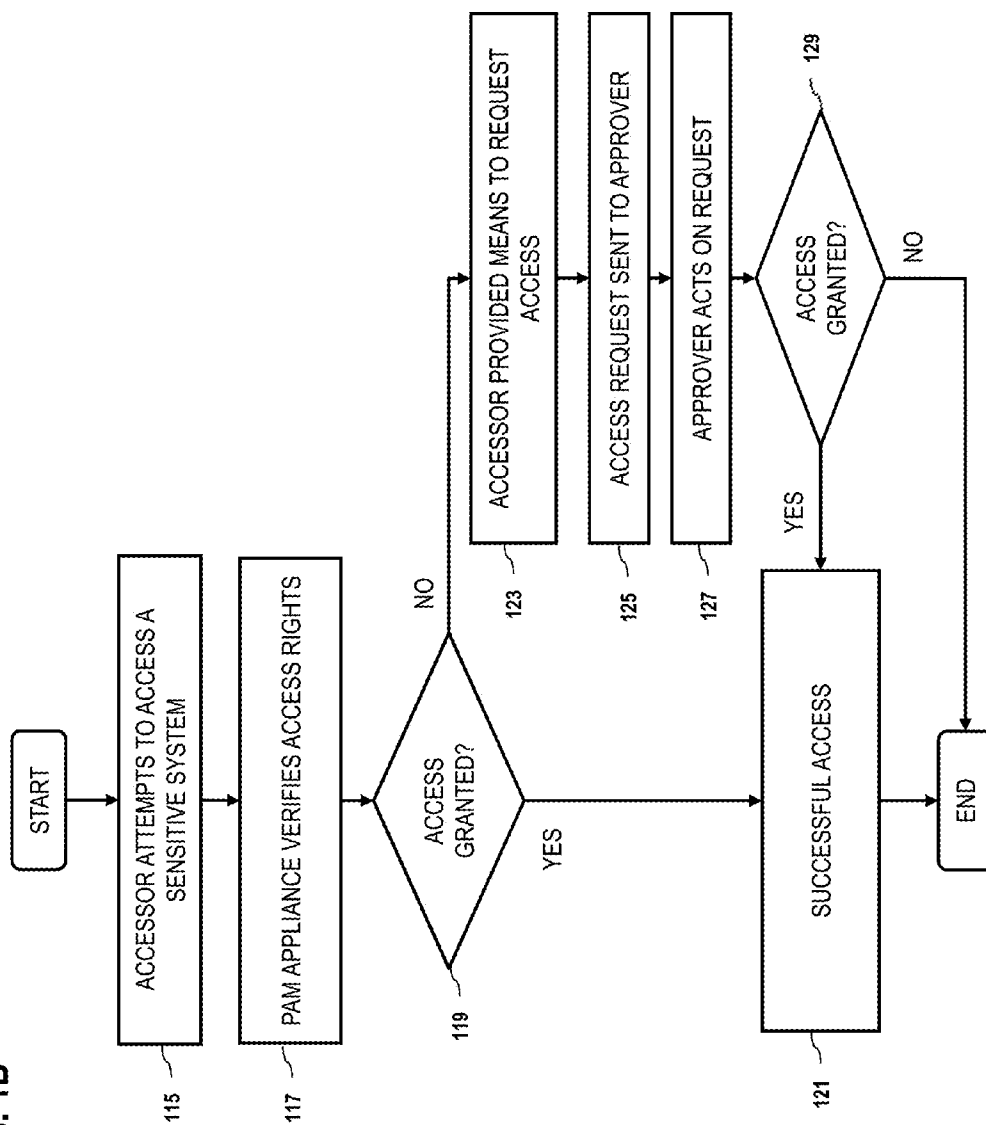 START
ACCESSOR ATTEMPTS TO ACCESS A
SENSITIVE SYSTEM
115
PAM APPLIANCE VERIFIES ACCESS RIGHTS
117
ACCESS
GRANTED?
119
NO
YES
ACCESSOR PROVIDED MEANS TO REQUEST
ACCESS
123
ACCESS REQUEST SENT TO APPROVER
125
APPROVER ACTS ON REQUEST
127
ACCESS
GRANTED?
129
YES
NO
SUCCESSFUL ACCESS
121
END